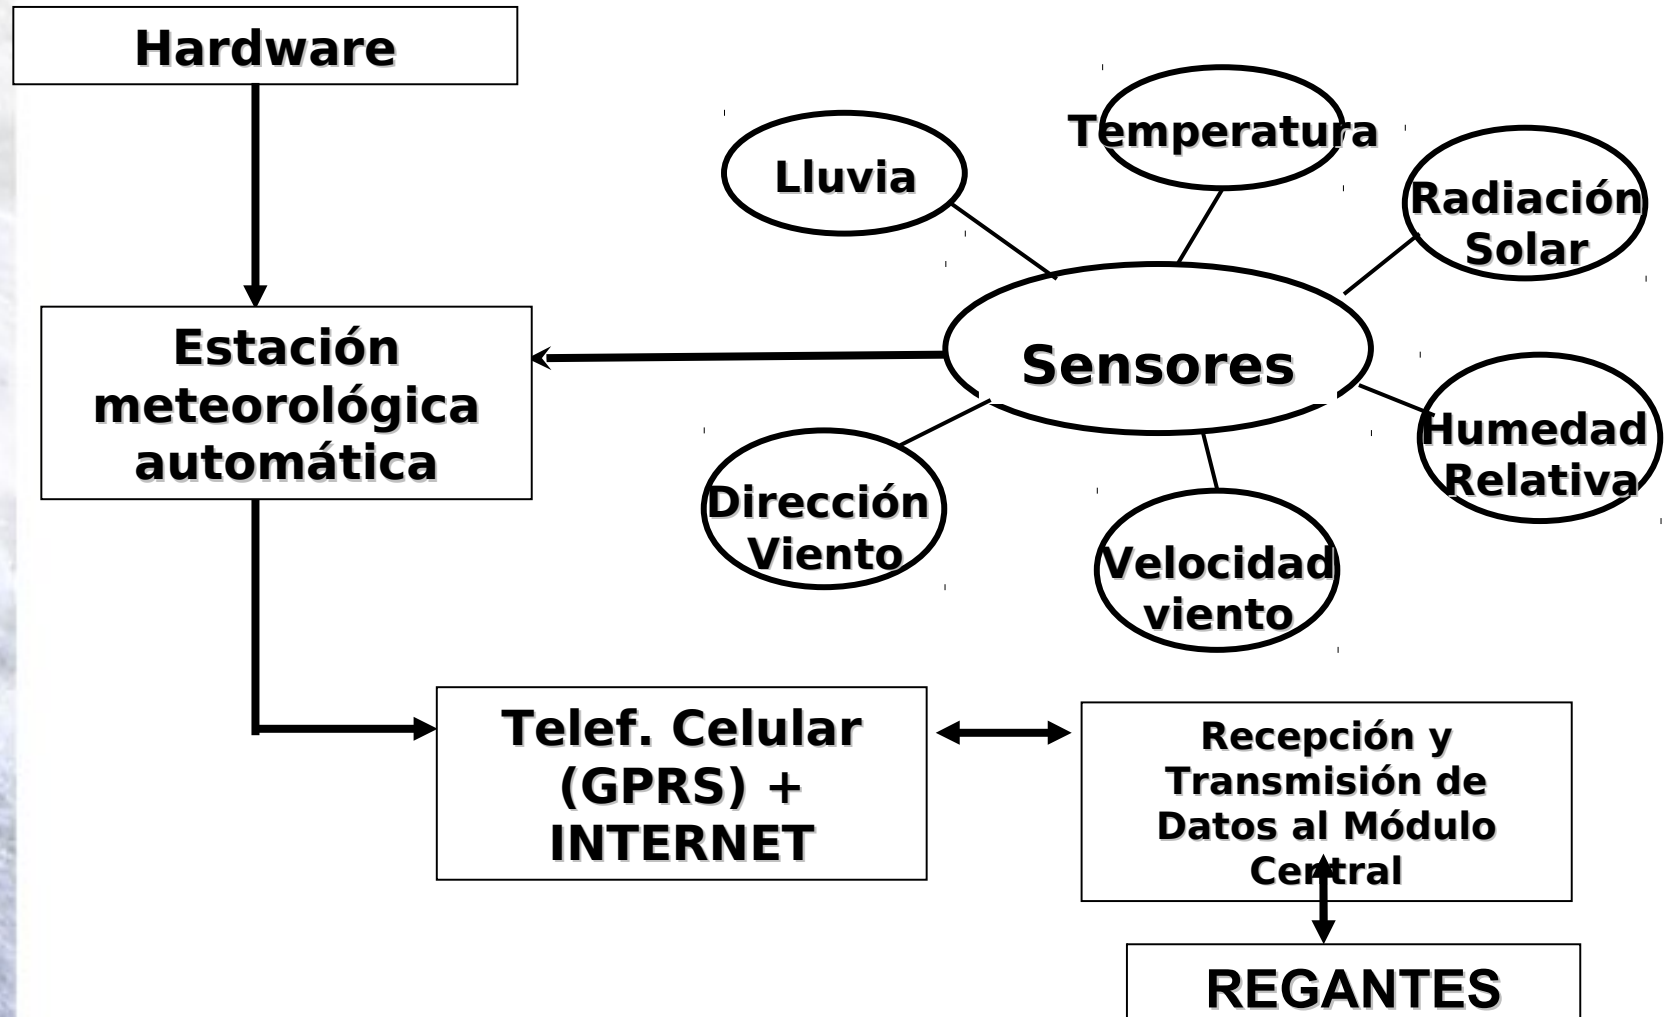 Hardware
Temperatura
Lluvia
Radiación
Solar
Estación
meteorológica
automática
Sensores
Humedad
Relativa
Dirección
Viento
Velocidad
viento
Telef. Celular
(GPRS) +
INTERNET
Recepción y
Transmisión de
Datos al Módulo
Central
REGANTES